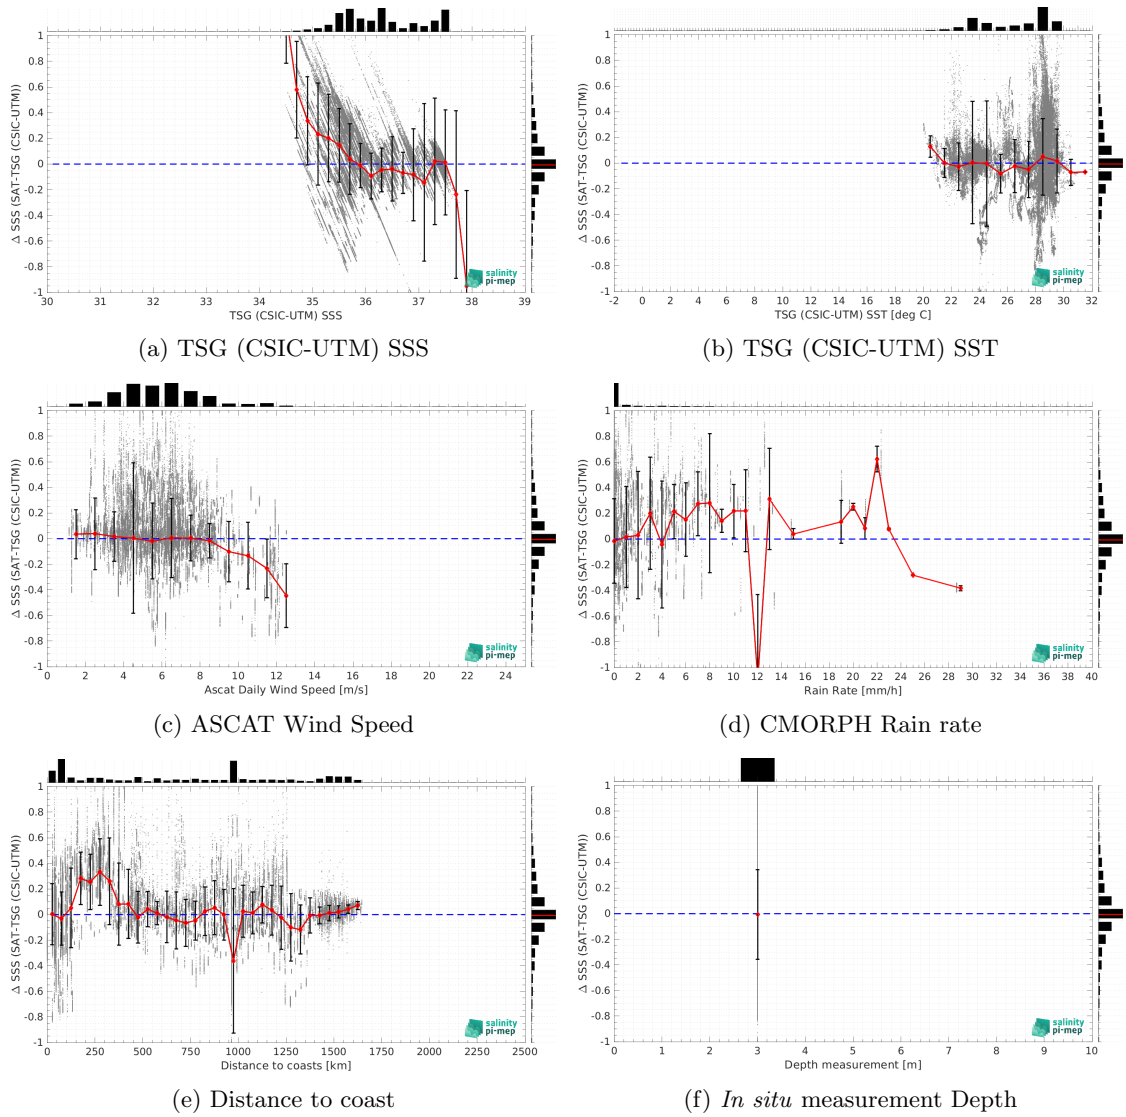 Δ SSS (SAT-TSG (CSIC-UTM))
1
0.8
0.6
0.4
0.2
0
-0.2
-0.4
-0.6
-0.8
-1
30 31 32 33 34 35 36 37 38 39
TSG (CSIC-UTM) SSS
salinity
pi-mep
(a) TSG (CSIC-UTM) SSS
Δ SSS (SAT-TSG (CSIC-UTM))
1
0.8
0.6
0.4
0.2
0
-0.2
-0.4
-0.6
-0.8
-1
-2 0 2 4 6 8 10 12 14 16 18 20 22 24 26 28 30 32
TSG (CSIC-UTM) SST [deg C]
salinity
pi-mep
(b) TSG (CSIC-UTM) SST
Δ SSS (SAT-TSG (CSIC-UTM))
1
0.8
0.6
0.4
0.2
0
-0.2
-0.4
-0.6
-0.8
-1
0 2 4 6 8 10 12 14 16 18 20 22 24
Ascat Daily Wind Speed [m/s]
salinity
pi-mep
(c) ASCAT Wind Speed
Δ SSS (SAT-TSG (CSIC-UTM))
1
0.8
0.6
0.4
0.2
0
-0.2
-0.4
-0.6
-0.8
-1
0 2 4 6 8 10 12 14 16 18 20 22 24 26 28 30 32 34 36 38 40
Rain Rate [mm/h]
salinity
pi-mep
(d) CMORPH Rain rate
Δ SSS (SAT-TSG (CSIC-UTM))
1
0.8
0.6
0.4
0.2
0
-0.2
-0.4
-0.6
-0.8
-1
0 250 500 750 1000 1250 1500 1750 2000 2250 2500
Distance to coasts [km]
salinity
pi-mep
(e) Distance to coast
Δ SSS (SAT-TSG (CSIC-UTM))
1
0.8
0.6
0.4
0.2
0
-0.2
-0.4
-0.6
-0.8
-1
0 1 2 3 4 5 6 7 8 9 10
Depth measurement [m]
salinity
pi-mep
(f) In situ measurement Depth